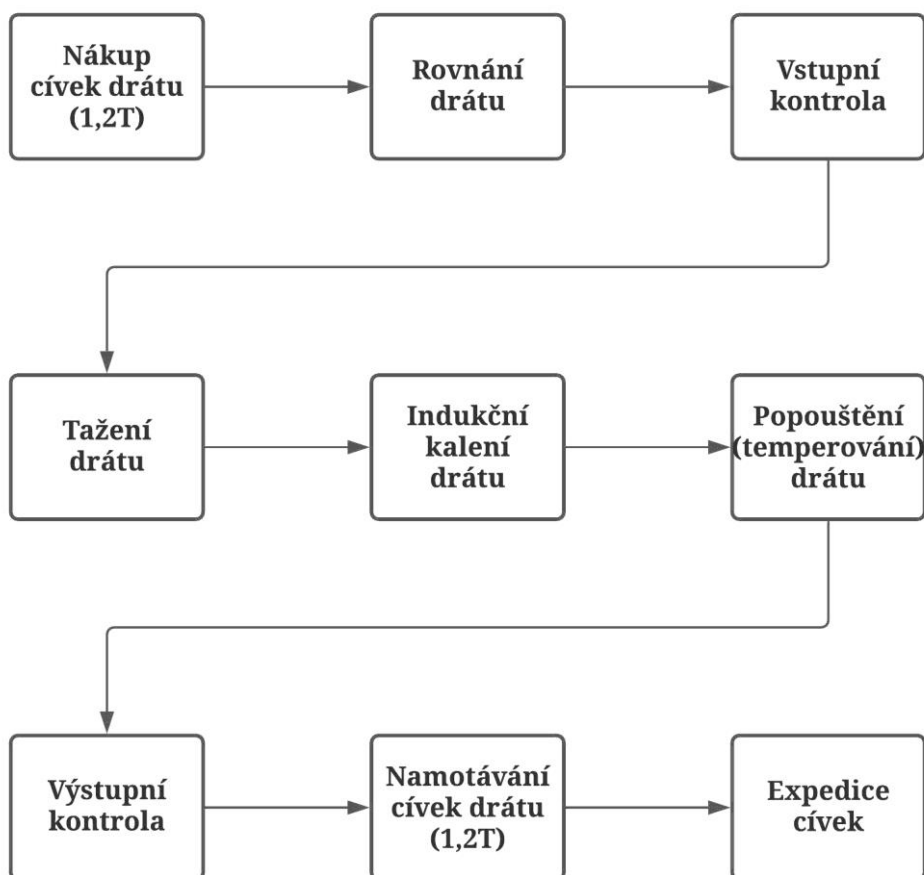 Nákup
cívek drátu
(1,2T)
Rovnání
drátu
Vstupní
kontrola
Tažení
drátu
Indukční
kalení
drátu
Popouštění
(temperování)
drátu
Výstupní
kontrola
Namotávání
cívek drátu
(1,2T)
Expedice
cívek